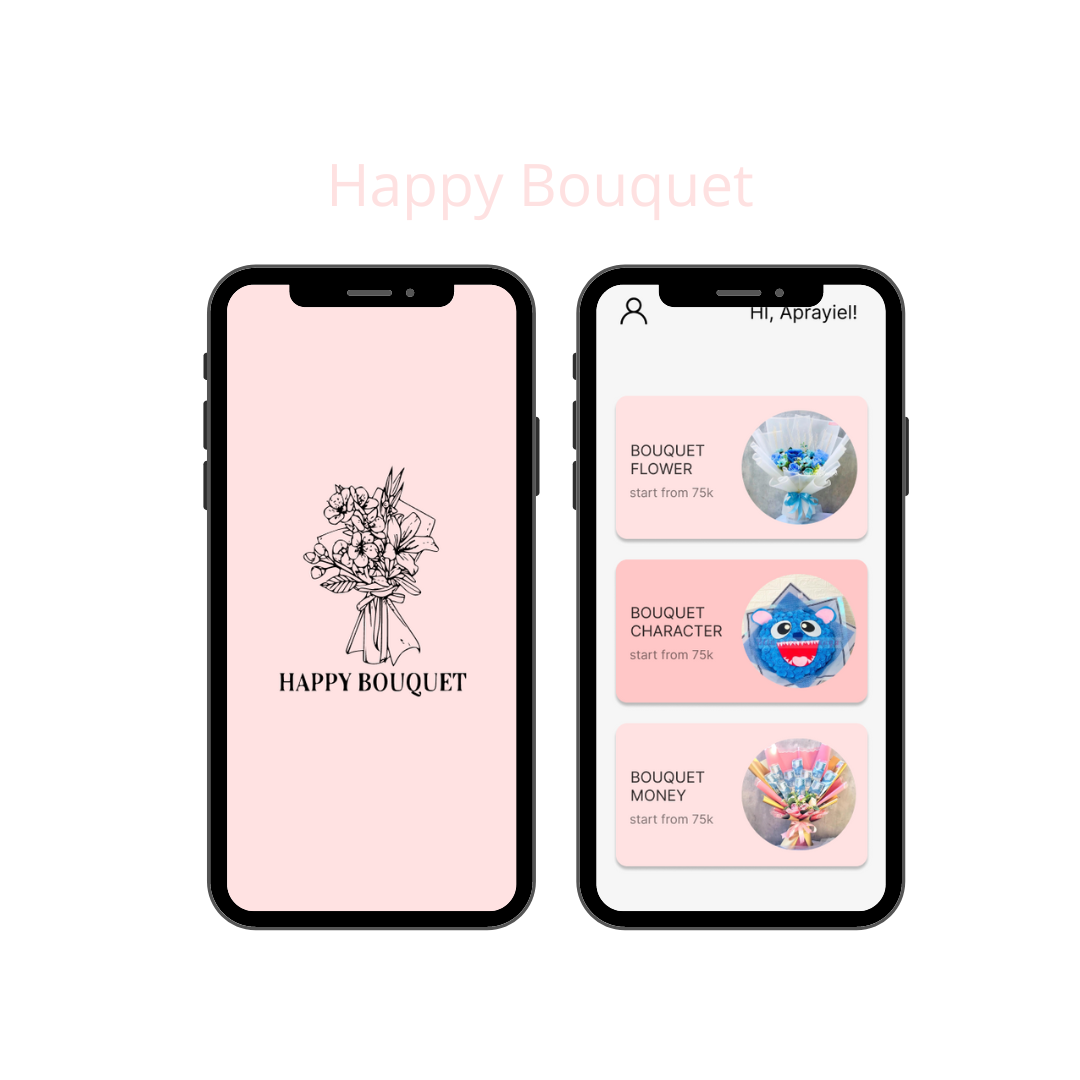 Happy Bouquet
HAPPY BOUQUET
HI, Aprayiel!
BOUQUET
FLOWER
start from 75k
BOUQUET
CHARACTER
start from 75k
BOUQUET
MONEY
start from 75k